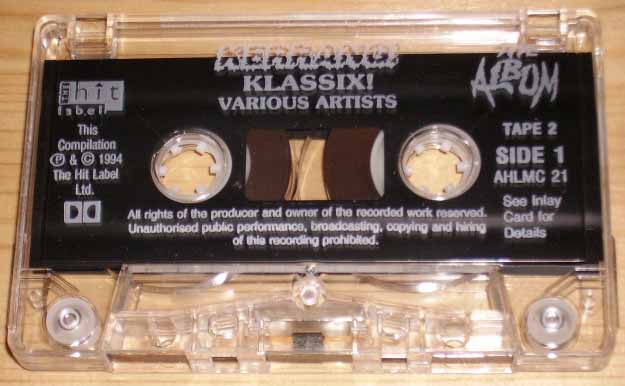 KERRANG!
KLASSIX!
VARIOUS ARTISTS
THE hit label
This
Compilation
Ⓟ & © 1994
The Hit Label
Ltd.
THE
ALBUM
TAPE 2
SIDE 1
AHLMC 21
See Inlay
Card for
Details
All rights of the producer and owner of the recorded work reserved.
Unauthorised public performance, broadcasting, copying and hiring
of this recording prohibited.